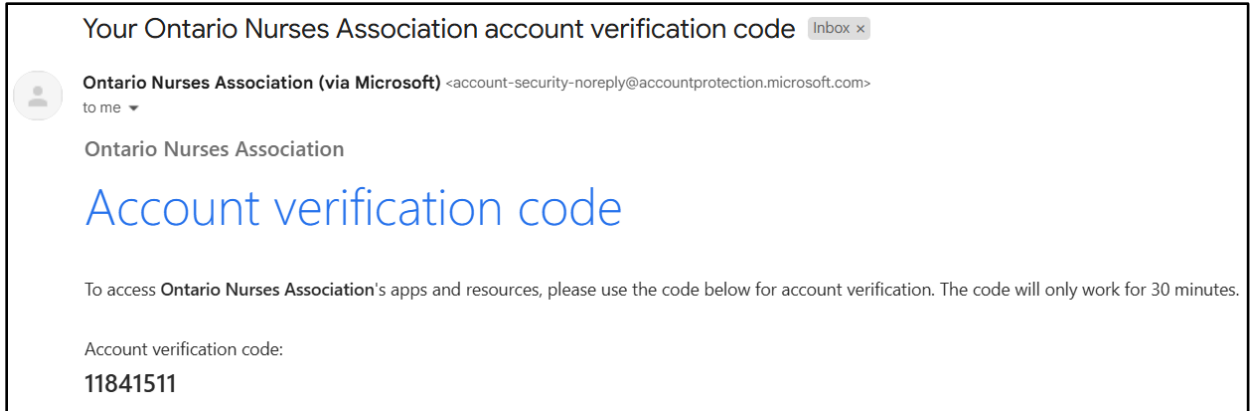 Your Ontario Nurses Association account verification code Inbox ×
Ontario Nurses Association (via Microsoft) <account-security-noreply@accountprotection.microsoft.com>
to me
Ontario Nurses Association
Account verification code
To access Ontario Nurses Association's apps and resources, please use the code below for account verification. The code will only work for 30 minutes.
Account verification code:
11841511